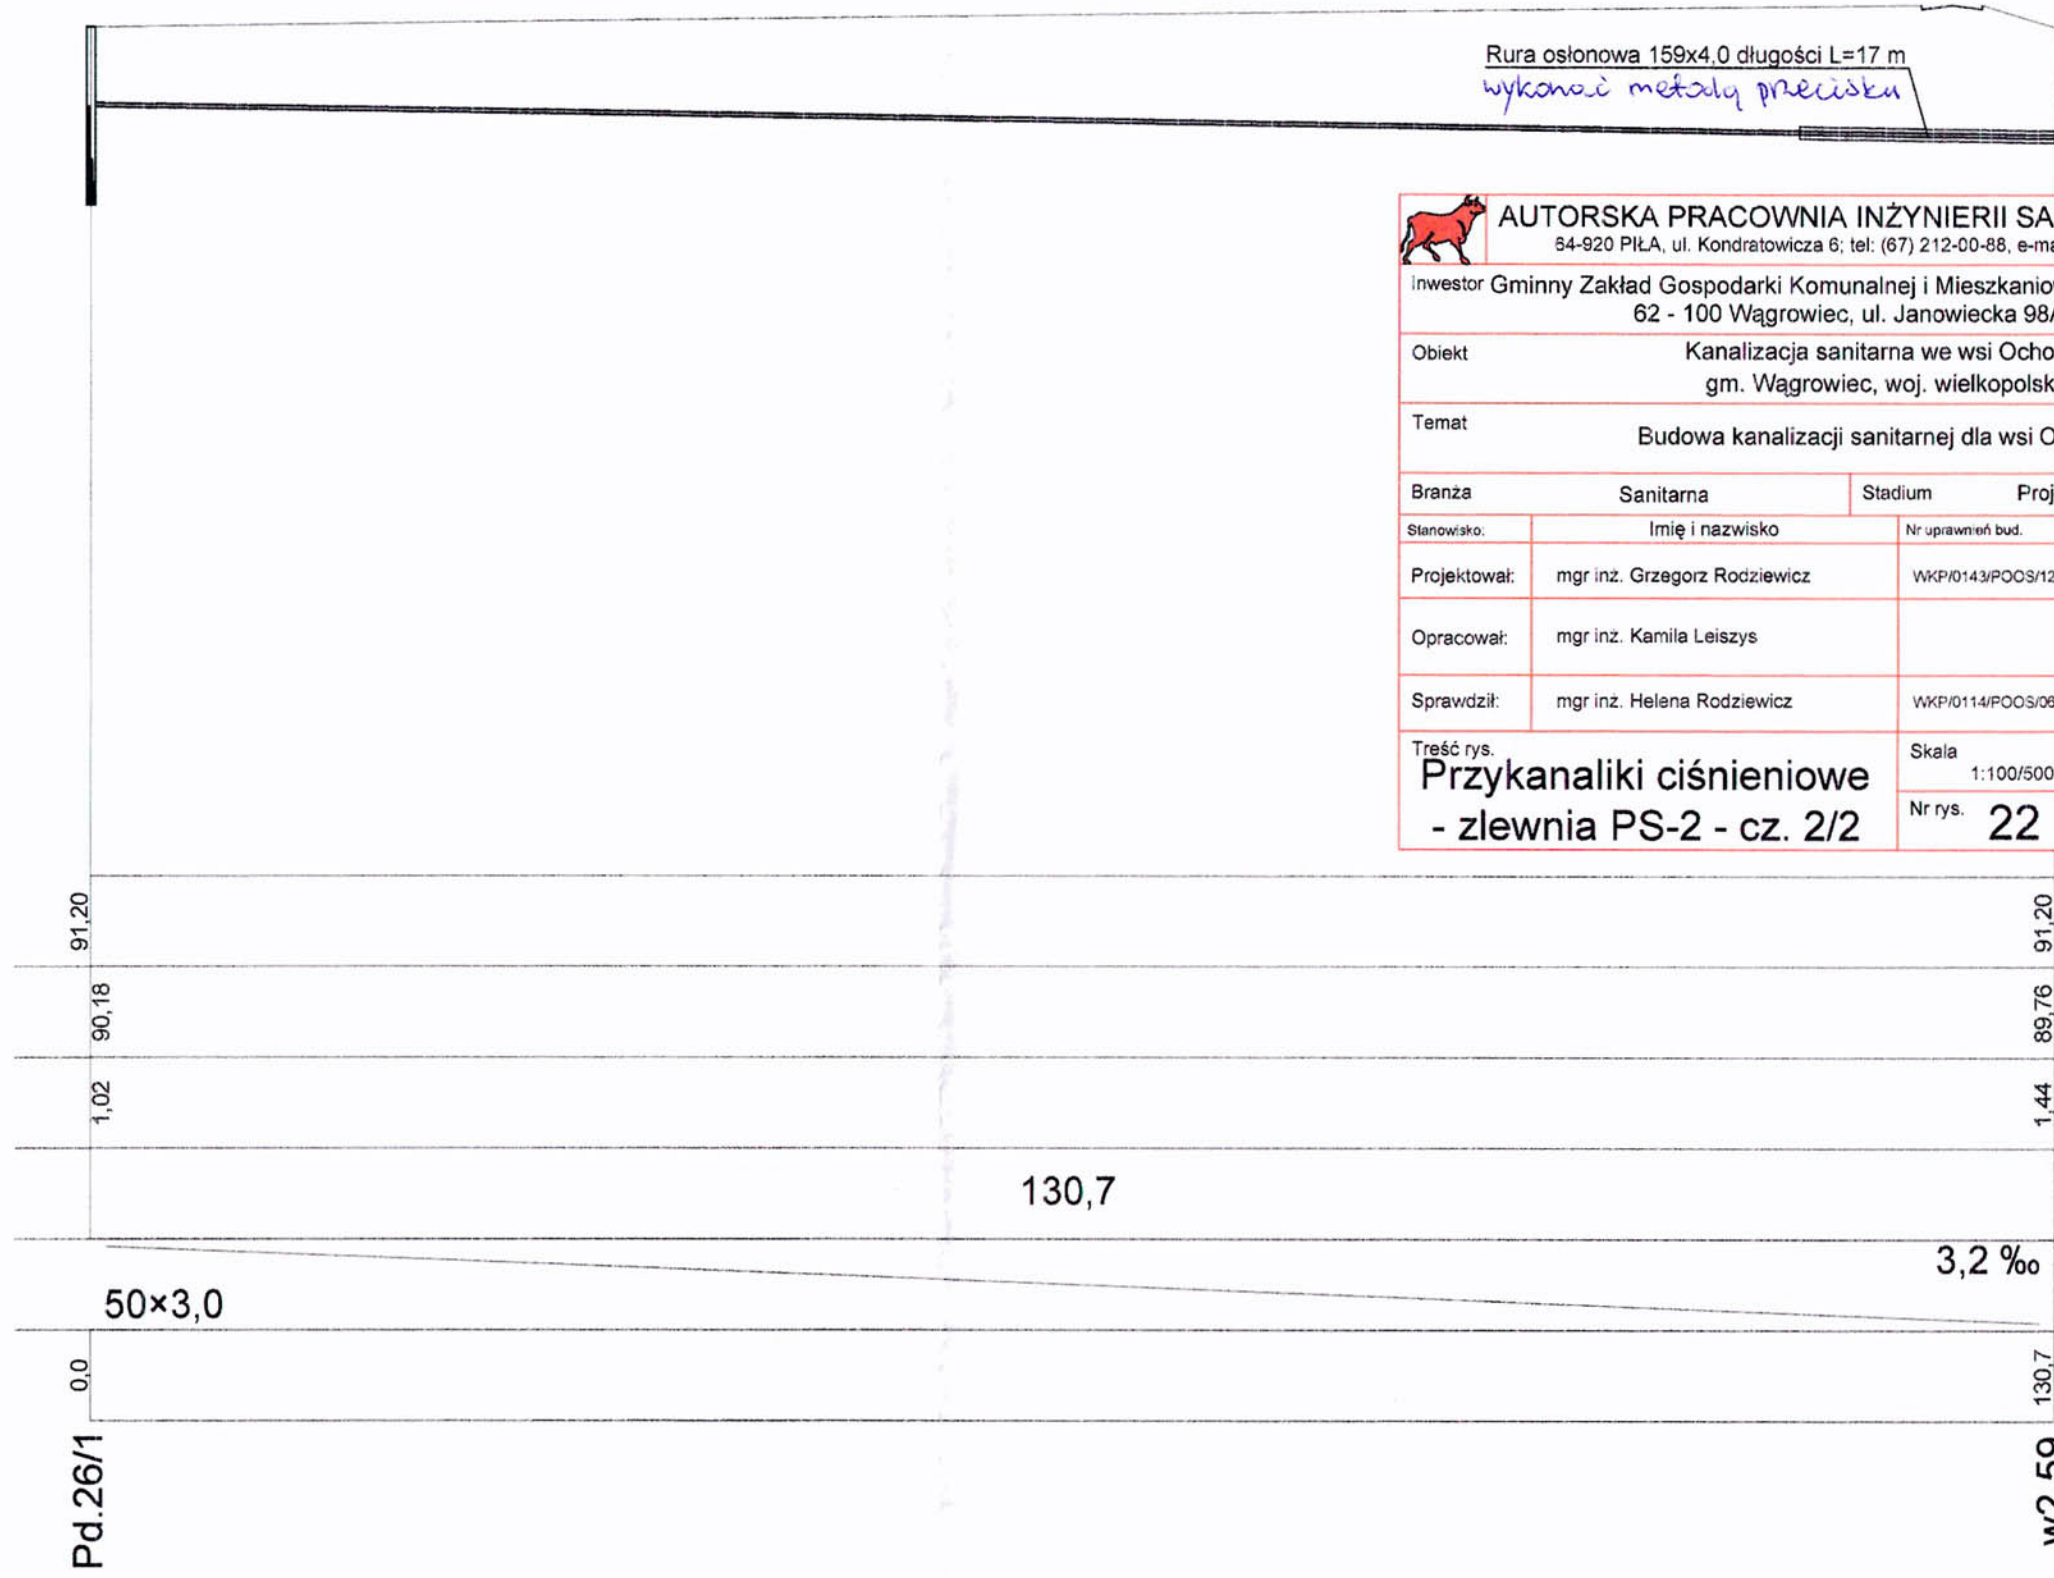 Rura osłonowa 159x4,0 długości L=17 m
wykonać metodą przecisku
AUTORSKA PRACOWNIA INŻYNIERII SA
64-920 PIŁA, ul. Kondratowicza 6; tel: (67) 212-00-88, e-ma
Inwestor Gminny Zakład Gospodarki Komunalnej i Mieszkanio
62 - 100 Wągrowiec, ul. Janowiecka 98/
Obiekt Kanalizacja sanitarna we wsi Ocho
gm. Wągrowiec, woj. wielkopolsk
Temat
Budowa kanalizacji sanitarnej dla wsi O
Branża Sanitarna Stadium Proj
Stanowisko: Imię i nazwisko Nr uprawnień bud.
Projektował: mgr inż. Grzegorz Rodziewicz WKP/0143/POOS/12
Opracował: mgr inż. Kamila Leiszys
Sprawdził: mgr inż. Helena Rodziewicz WKP/0114/POOS/06
Treść rys.
Przykanaliki ciśnieniowe
- zlewnia PS-2 - cz. 2/2
Skala
1:100/500
Nr rys. 22
91,20 91,20
90,18 89,76
1,02 1,44
130,7
3,2 ‰
50×3,0
0,0 130,7
Pd.26/1 w2.59